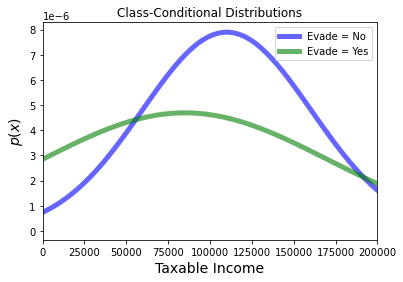 Class-Conditional Distributions
1e−6
Evade = No
Evade = Yes
8
7
6
5
4
3
2
1
0
p(x)
0 25000 50000 75000 100000 125000 150000 175000 200000
Taxable Income